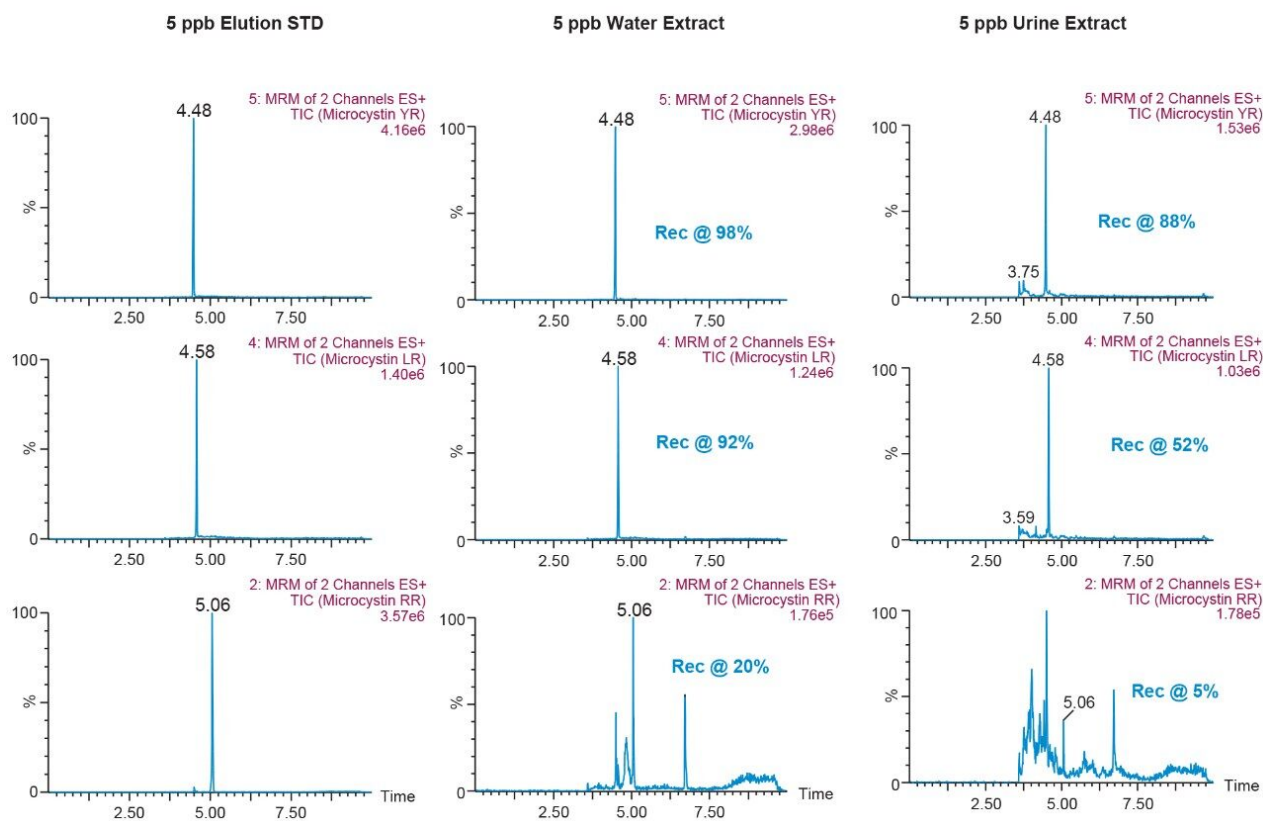 5 ppb Elution STD
5 ppb Water Extract
5 ppb Urine Extract
5: MRM of 2 Channels ES+
TIC (Microcystin YR)
4.16e6
4.48
100
%
0
2.50 5.00 7.50
5: MRM of 2 Channels ES+
TIC (Microcystin YR)
2.98e6
4.48
100
%
Rec @ 98%
0
2.50 5.00 7.50
5: MRM of 2 Channels ES+
TIC (Microcystin YR)
1.53e6
4.48
100
%
Rec @ 88%
3.75
0
2.50 5.00 7.50
4: MRM of 2 Channels ES+
TIC (Microcystin LR)
1.40e6
4.58
100
%
0
2.50 5.00 7.50
4: MRM of 2 Channels ES+
TIC (Microcystin LR)
1.24e6
4.58
100
%
Rec @ 92%
0
2.50 5.00 7.50
4: MRM of 2 Channels ES+
TIC (Microcystin LR)
1.03e6
4.58
100
%
Rec @ 52%
3.59
0
2.50 5.00 7.50
2: MRM of 2 Channels ES+
TIC (Microcystin RR)
3.57e6
5.06
100
%
0
Time
2.50 5.00 7.50
2: MRM of 2 Channels ES+
TIC (Microcystin RR)
1.76e5
5.06
100
%
Rec @ 20%
0
Time
2.50 5.00 7.50
2: MRM of 2 Channels ES+
TIC (Microcystin RR)
1.78e5
100
%
Rec @ 5%
5.06
0
Time
2.50 5.00 7.50